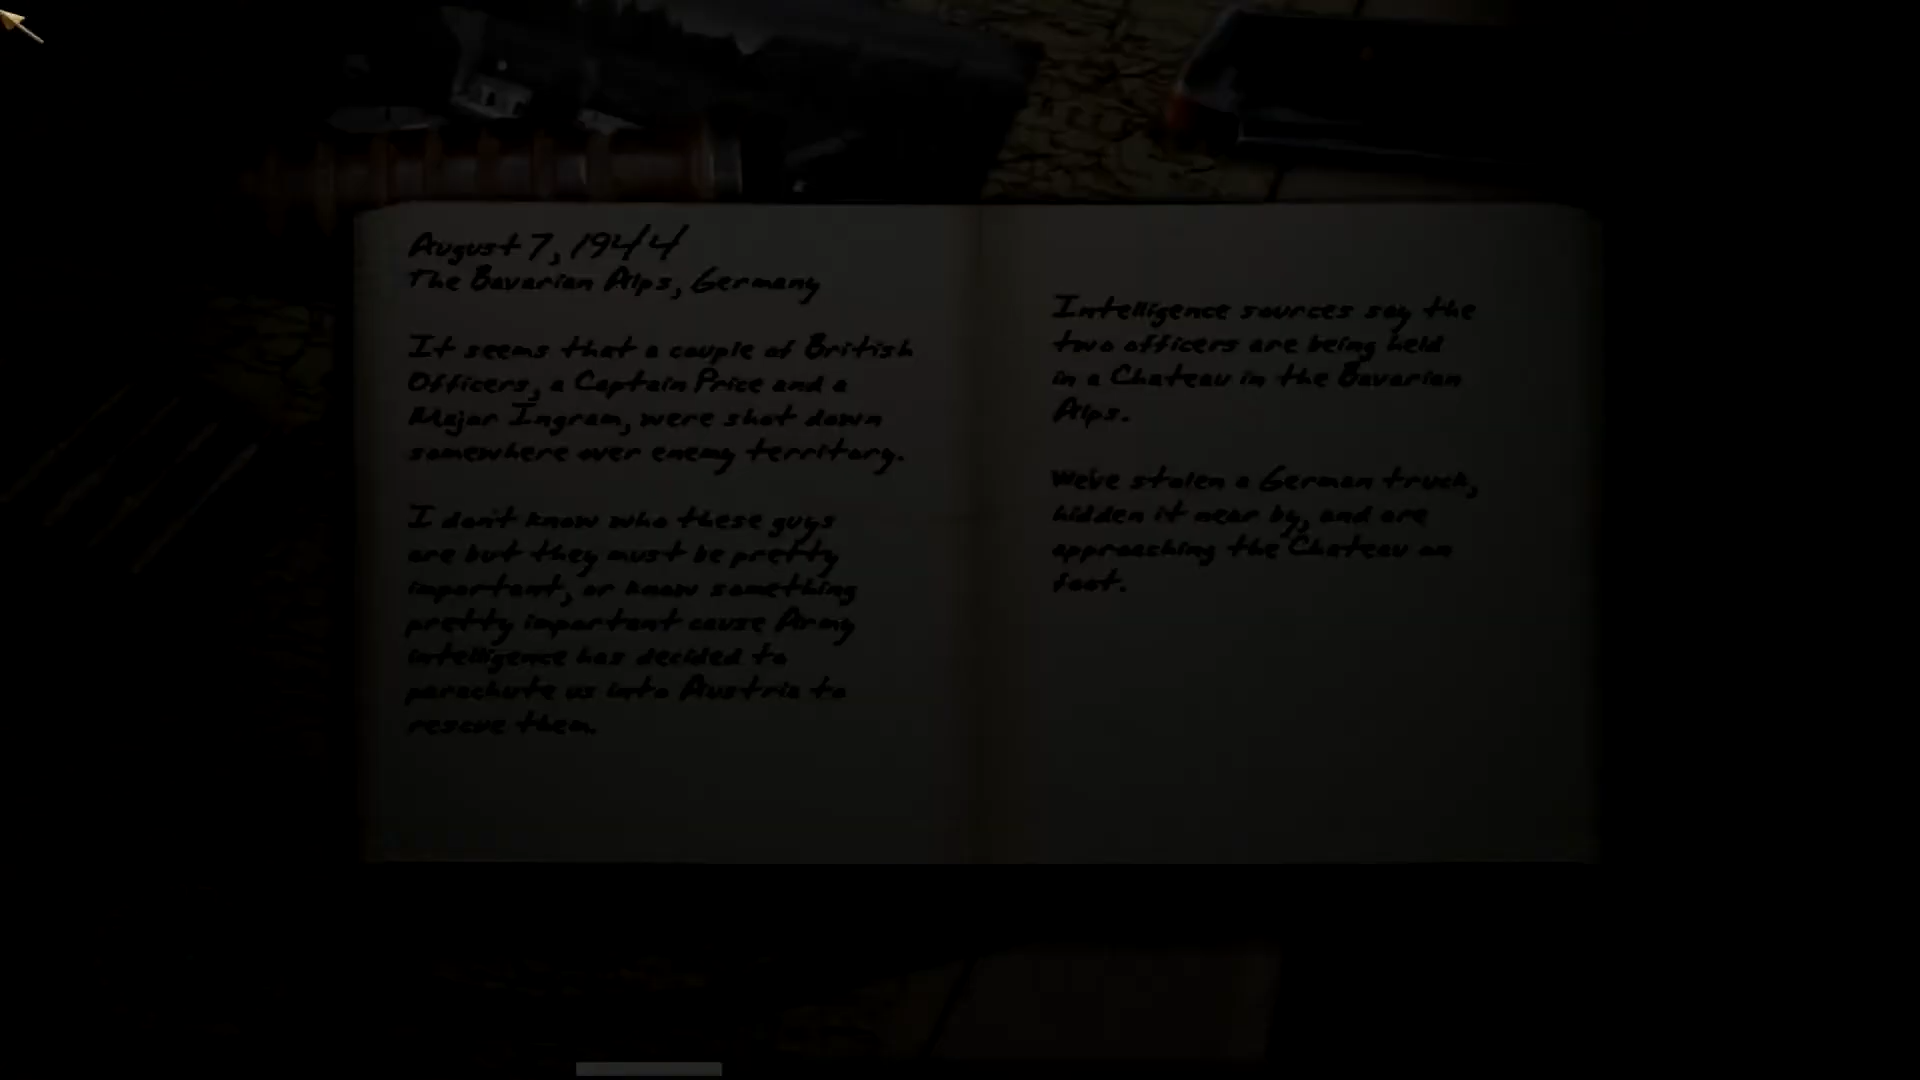 August 7, 1944
The Bavarian Alps, Germany
It seems that a couple of British
Officers, a Captain Price and a
Major Ingram, were shot down
somewhere over enemy territory.
I don't know who these guys
are but they must be pretty
important, or know something
pretty important cause Army
intelligence has decided to
parachute us into Austria to
rescue them.
Intelligence sources say the
two officers are being held
in a Chateau in the Bavarian
Alps.
We've stolen a German truck,
hidden it near by, and are
approaching the Chateau on
foot.